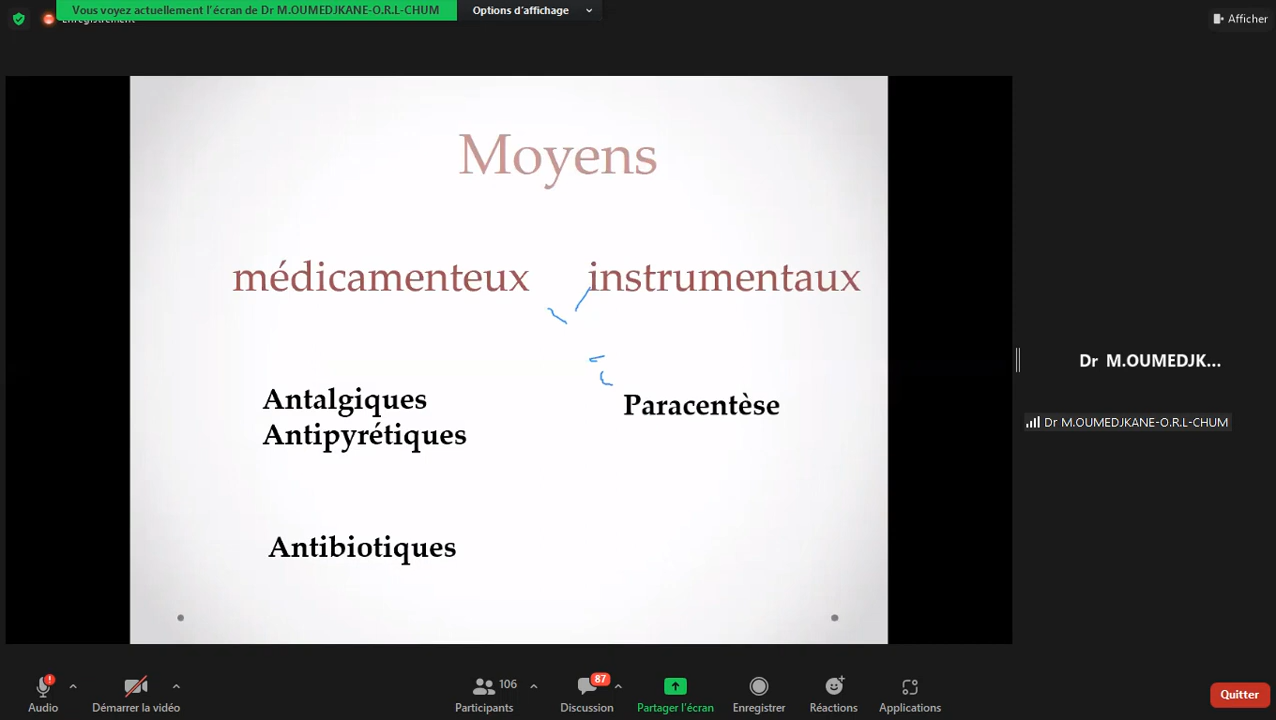 Vous voyez actuellement l'écran de Dr M.OUMEDJKANE-O.R.L-CHUM
Options d'affichage
Enregistrement
Afficher
Moyens
médicamenteux
instrumentaux
Antalgiques
Antipyrétiques
Paracentèse
Antibiotiques
Dr M.OUMEDJK...
Dr M.OUMEDJKANE-O.R.L-CHUM
Audio
Démarrer la vidéo
106
Participants
87
Discussion
Partager l'écran
Enregistrer
Réactions
Applications
Quitter